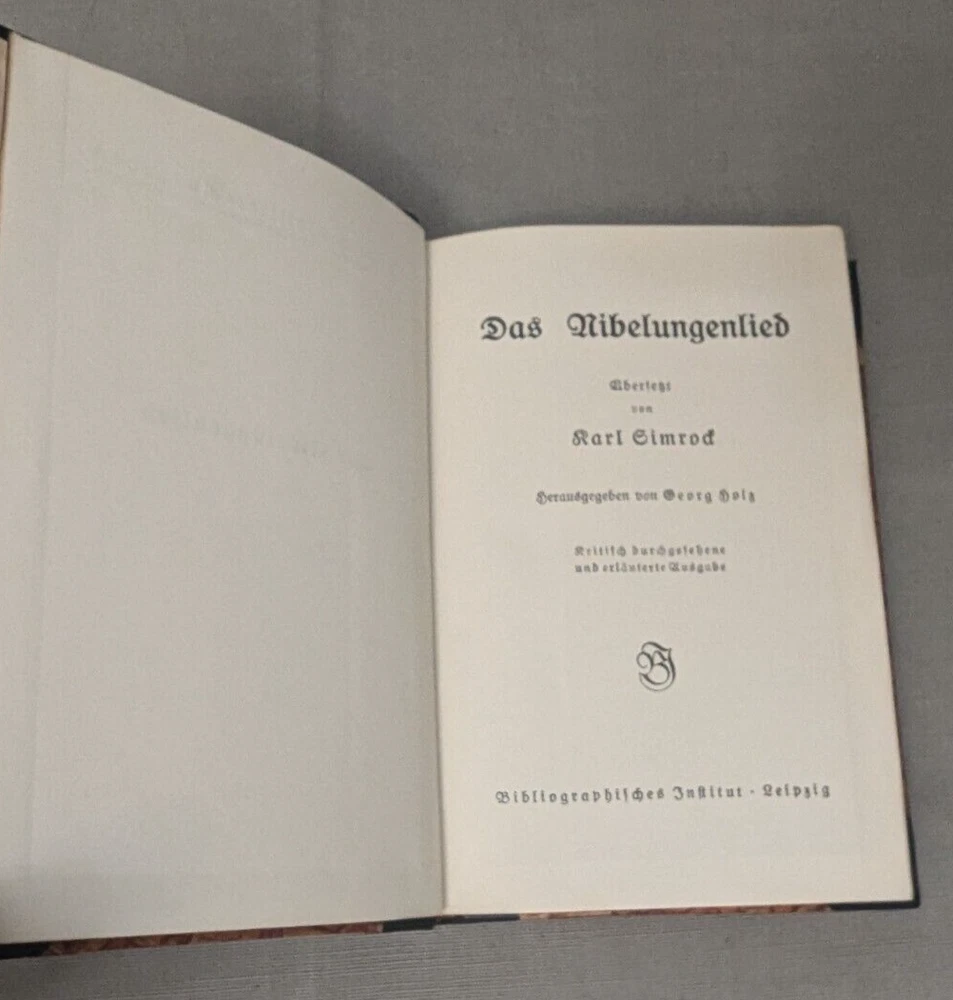 Das Nibelungenlied
Übersetzt
von
Karl Simrock
Herausgegeben von Georg Holz
Kritisch durchgesehene
und erläuterte Ausgabe
BI
Bibliographisches Institut · Leipzig